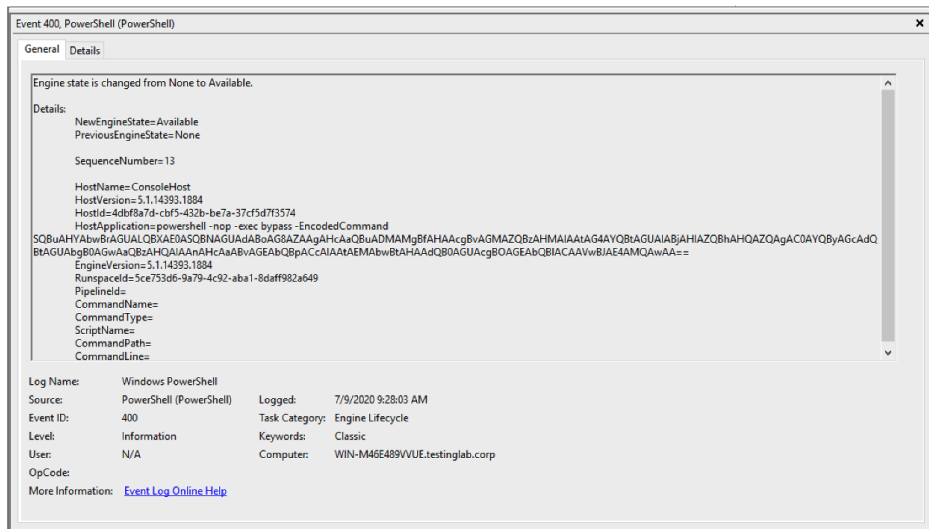 Event 400, PowerShell (PowerShell)
General Details
Engine state is changed from None to Available.
Details:
NewEngineState=Available
PreviousEngineState=None
SequenceNumber=13
HostName=ConsoleHost
HostVersion=5.1.14393.1884
HostId=4dbf8a7d-cbf5-432b-be7a-37cf5d7f3574
HostApplication=powershell -nop -exec bypass -EncodedCommand
SQBuAHYAbwBrAGUALQBXAE0ASQBNAGUAdABoAG8AZAAgAHcAaQBuADMAMgBfAHAAcgBvAGMAZQBzAHMAIAAtAG4AYQBtAGUAIABjAHIAZQBhAHQAZQAgAC0AYQByAGcAdQ
BtAGUAbgB0AGwAaQBzAHQAIAAnAHcAaABvAGEAbQBpACcAIAAtAEMAbwBtAHAAdQB0AGUAcgBOAGEAbQBlACAAVwBJAE4AMQAwAA==
EngineVersion=5.1.14393.1884
RunspaceId=5ce753d6-9a79-4c92-aba1-8daff982a649
PipelineId=
CommandName=
CommandType=
ScriptName=
CommandPath=
CommandLine=
Log Name: Windows PowerShell
Source: PowerShell (PowerShell) Logged: 7/9/2020 9:28:03 AM
Event ID: 400 Task Category: Engine Lifecycle
Level: Information Keywords: Classic
User: N/A Computer: WIN-M46E489VVUE.testinglab.corp
OpCode:
More Information: Event Log Online Help